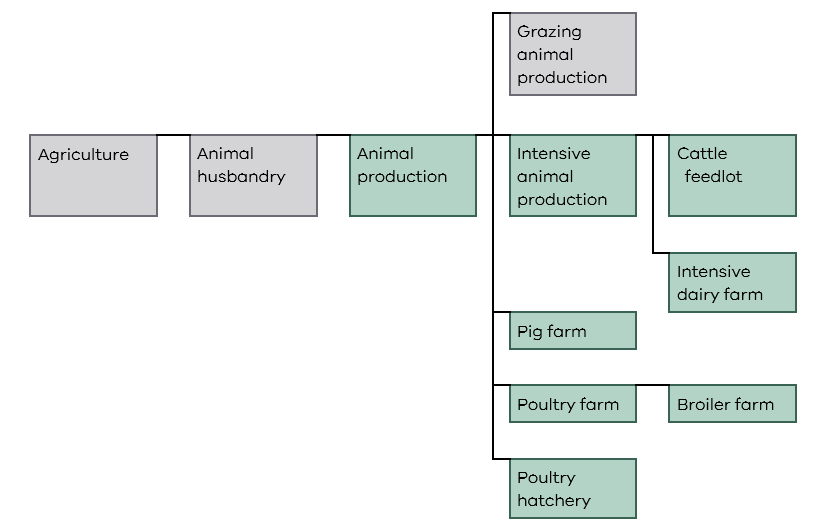 Grazing
animal
production
Agriculture
Animal
husbandry
Animal
production
Intensive
animal
production
Cattle
feedlot
Intensive
dairy farm
Pig farm
Poultry farm
Broiler farm
Poultry
hatchery